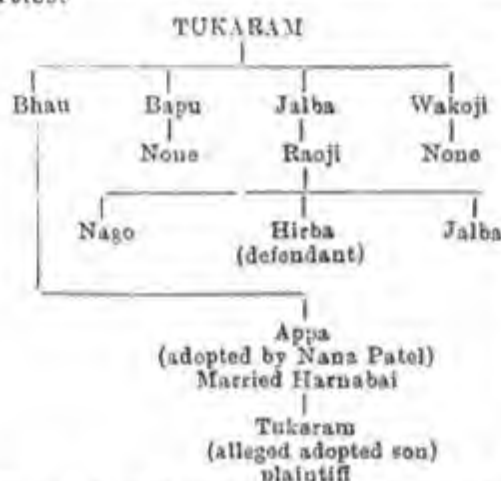 TUKARAM
Bhau Bapu Jalba Wakoji
None Raoji None
Nago Hirba Jalba
(defendant)
Appa
(adopted by Nana Patel)
Married Harnabai
Tukaram
(alleged adopted son)
plaintiff